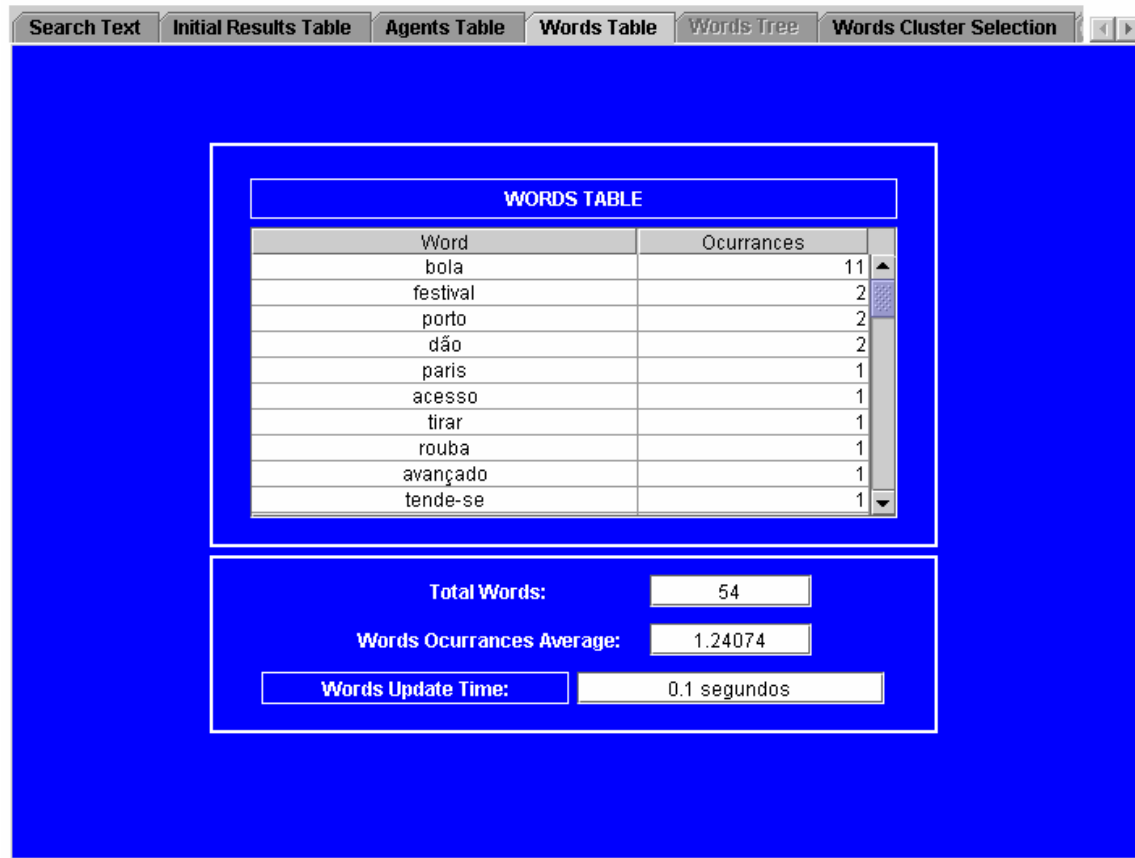 Search Text Initial Results Table Agents Table Words Table Words Tree Words Cluster Selection
WORDS TABLE
Word Ocurrances
bola 11
festival 2
porto 2
dão 2
paris 1
acesso 1
tirar 1
rouba 1
avançado 1
tende-se 1
Total Words: 54
Words Ocurrances Average: 1.24074
Words Update Time: 0.1 segundos